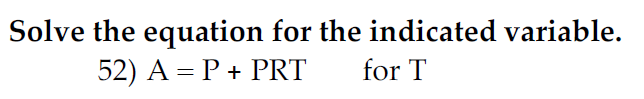 Solve the equation for the indicated variable.
52) A = P + PRT for T